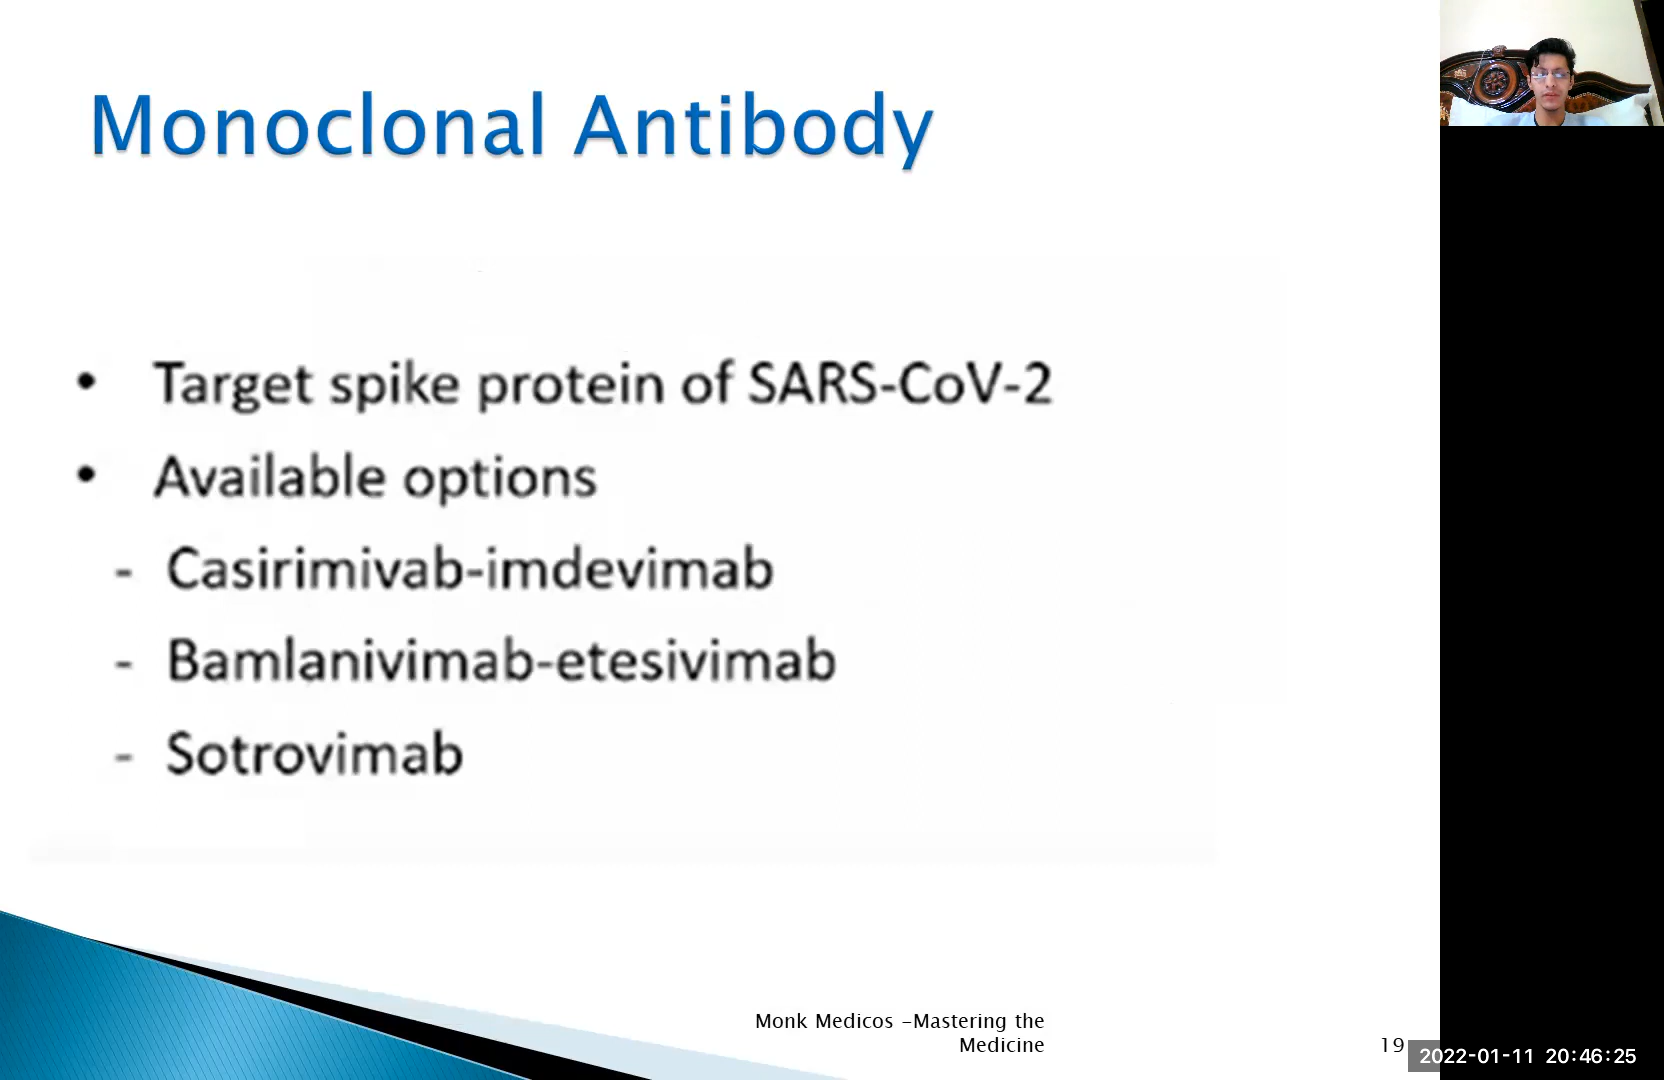 Monoclonal Antibody
• Target spike protein of SARS-CoV-2
• Available options
- Casirimivab-imdevimab
- Bamlanivimab-etesivimab
- Sotrovimab
Monk Medicos -Mastering the
Medicine
19
2022-01-11 20:46:25